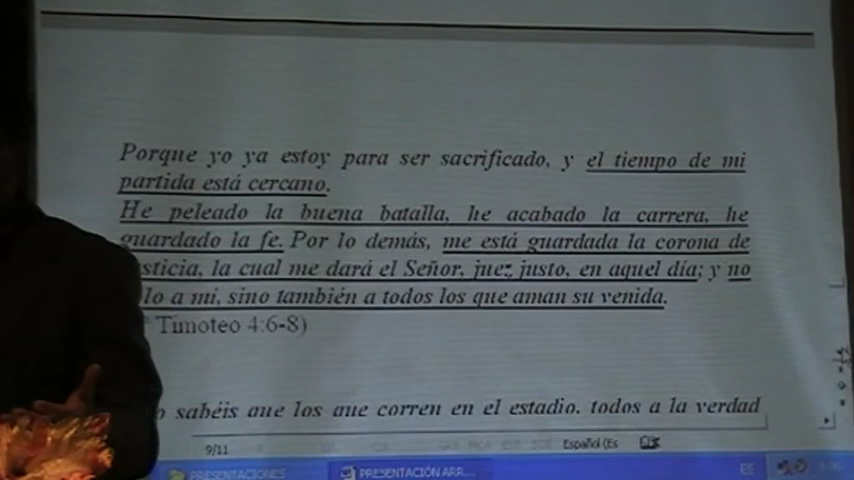 Porque yo ya estoy para ser sacrificado, y el tiempo de mi
partida está cercano.
He peleado la buena batalla, he acabado la carrera, he
guardado la fe. Por lo demás, me está guardada la corona de
sticia, la cual me dará el Señor, juez justo, en aquel día; y no
lo a mí, sino también a todos los que aman su venida.
Timoteo 4:6-8)
o sabéis que los que corren en el estadio, todos a la verdad
9/11
Español (Es
PRESENTACIONES
PRESENTACIÓN ARR...
ES